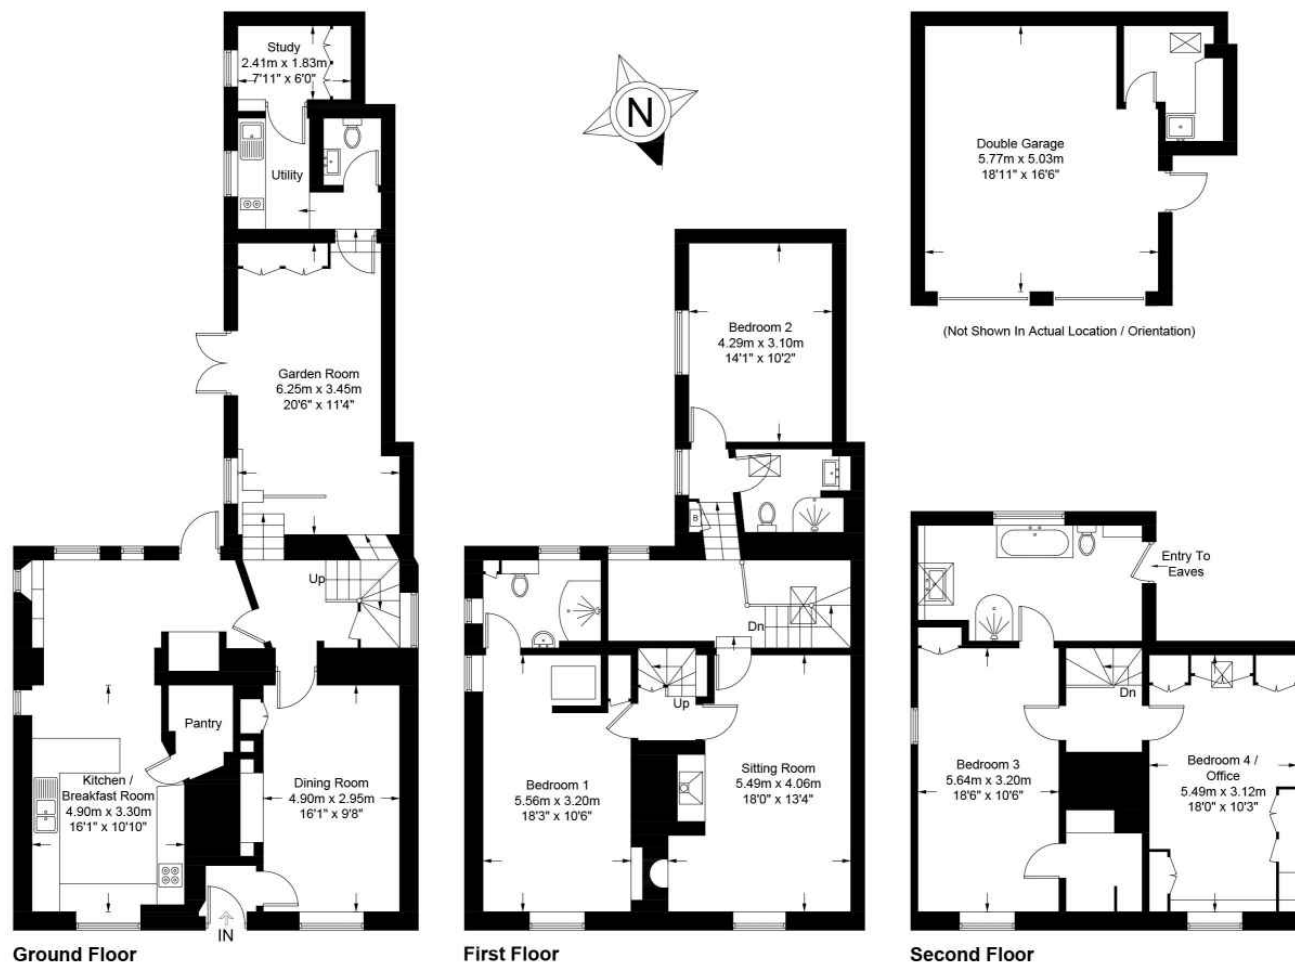 Study
2.41m x 1.83m
7'11" x 6'0"
Utility
Garden Room
6.25m x 3.45m
20'6" x 11'4"
Up
Pantry
Kitchen /
Breakfast Room
4.90m x 3.30m
16'1" x 10'10"
Dining Room
4.90m x 2.95m
16'1" x 9'8"
IN
Ground Floor
N
Bedroom 2
4.29m x 3.10m
14'1" x 10'2"
B
Dn
Up
Bedroom 1
5.56m x 3.20m
18'3" x 10'6"
Sitting Room
5.49m x 4.06m
18'0" x 13'4"
First Floor
Double Garage
5.77m x 5.03m
18'11" x 16'6"
(Not Shown In Actual Location / Orientation)
Entry To
Eaves
Dn
Bedroom 3
5.64m x 3.20m
18'6" x 10'6"
Bedroom 4 /
Office
5.49m x 3.12m
18'0" x 10'3"
Second Floor